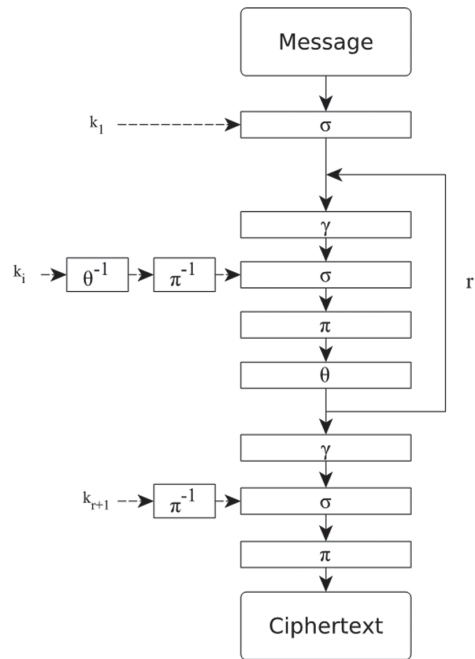 Message
k₁
σ
γ
kᵢ
θ⁻¹
π⁻¹
σ
r
π
θ
γ
kᵣ₊₁
π⁻¹
σ
π
Ciphertext